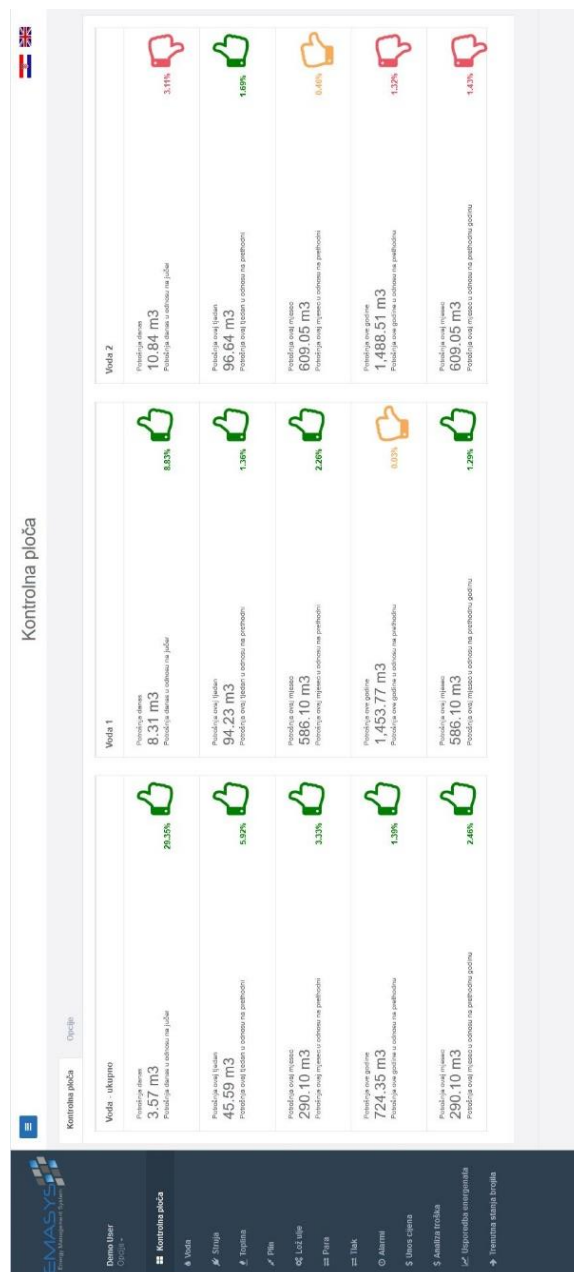 EMASYS
Energy Management System
Kontrolna ploča
Demo User
Opcije
Kontrolna ploča
Voda
Struja
Toplina
Plin
Lož ulje
Para
Tlak
Alarmi
$ Unos cijena
$ Analiza troška
Usporedba energenata
Trenutna stanja brojila
Kontrolna ploča
Opcije
Voda - ukupno
Potrošnja danas
3.57 m3
Potrošnja danas u odnosu na jučer
29.35%
Potrošnja ovaj tjedan
45.59 m3
Potrošnja ovaj tjedan u odnosu na prethodni
5.92%
Potrošnja ovaj mjesec
290.10 m3
Potrošnja ovaj mjesec u odnosu na prethodni
3.33%
Potrošnja ove godine
724.35 m3
Potrošnja ove godine u odnosu na prethodnu
1.39%
Potrošnja ovaj mjesec
290.10 m3
Potrošnja ovaj mjesec u odnosu na prethodnu godinu
2.46%
Voda 1
Potrošnja danas
8.31 m3
Potrošnja danas u odnosu na jučer
8.83%
Potrošnja ovaj tjedan
94.23 m3
Potrošnja ovaj tjedan u odnosu na prethodni
1.36%
Potrošnja ovaj mjesec
586.10 m3
Potrošnja ovaj mjesec u odnosu na prethodni
2.26%
Potrošnja ove godine
1,453.77 m3
Potrošnja ove godine u odnosu na prethodnu
0.03%
Potrošnja ovaj mjesec
586.10 m3
Potrošnja ovaj mjesec u odnosu na prethodnu godinu
1.29%
Voda 2
Potrošnja danas
10.84 m3
Potrošnja danas u odnosu na jučer
3.11%
Potrošnja ovaj tjedan
96.64 m3
Potrošnja ovaj tjedan u odnosu na prethodni
1.69%
Potrošnja ovaj mjesec
609.05 m3
Potrošnja ovaj mjesec u odnosu na prethodni
0.46%
Potrošnja ove godine
1,488.51 m3
Potrošnja ove godine u odnosu na prethodnu
1.32%
Potrošnja ovaj mjesec
609.05 m3
Potrošnja ovaj mjesec u odnosu na prethodnu godinu
1.43%